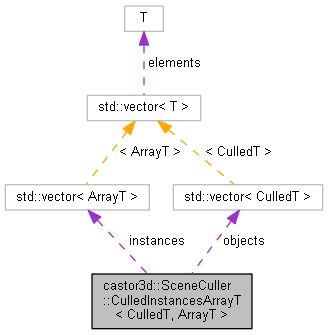 T
elements
std::vector< T >
< ArrayT >
< CulledT >
std::vector< ArrayT >
std::vector< CulledT >
instances
objects
castor3d::SceneCuller
::CulledInstancesArrayT
< CulledT, ArrayT >